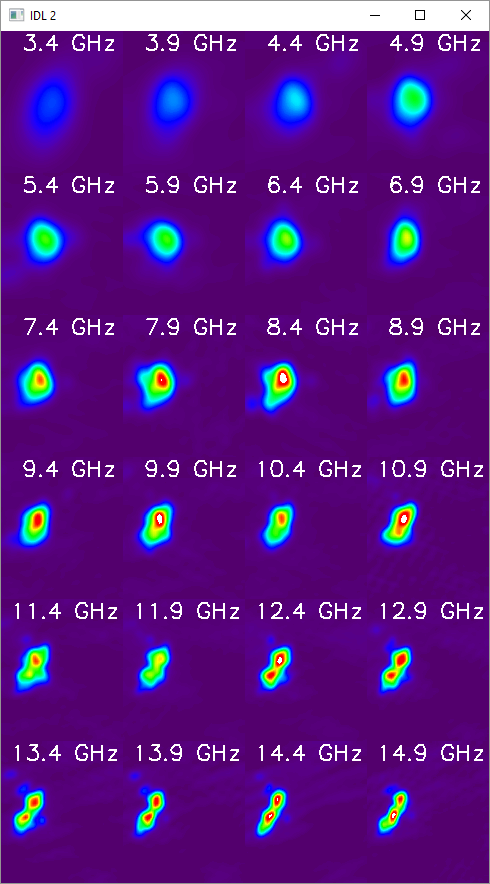 IDL 2
3.4 GHz 3.9 GHz 4.4 GHz 4.9 GHz
5.4 GHz 5.9 GHz 6.4 GHz 6.9 GHz
7.4 GHz 7.9 GHz 8.4 GHz 8.9 GHz
9.4 GHz 9.9 GHz 10.4 GHz 10.9 GHz
11.4 GHz 11.9 GHz 12.4 GHz 12.9 GHz
13.4 GHz 13.9 GHz 14.4 GHz 14.9 GHz